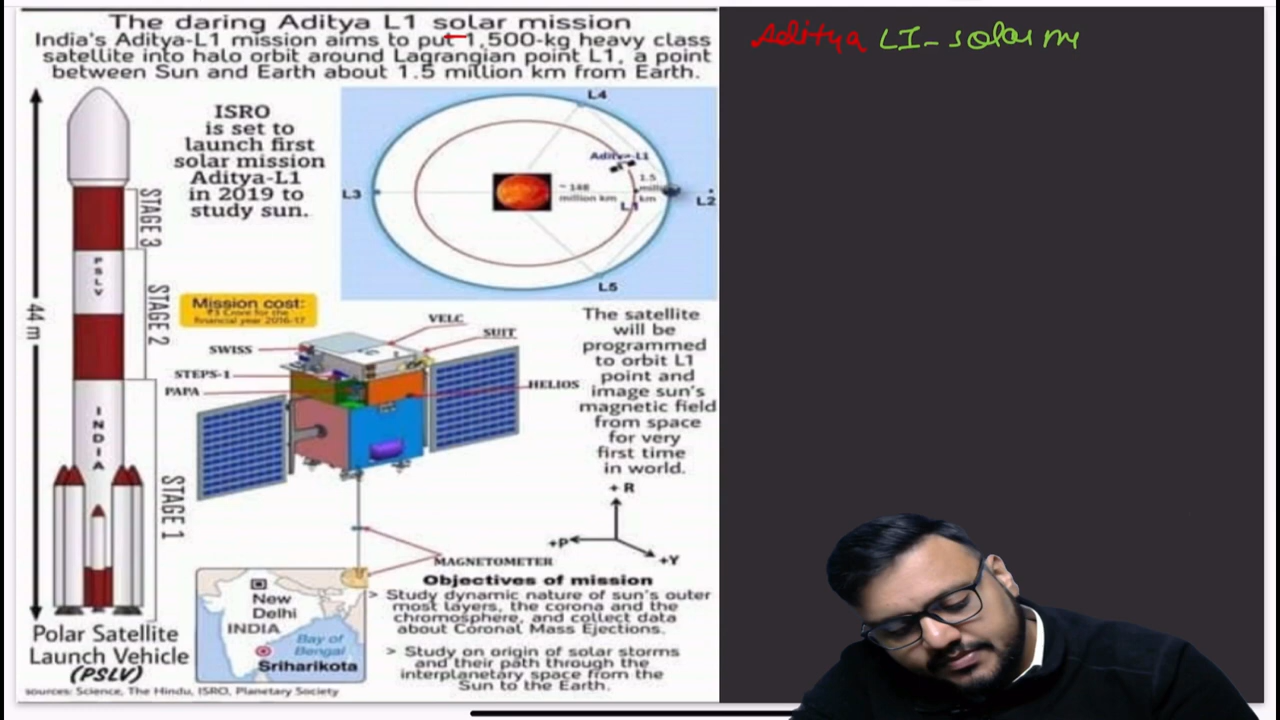 The daring Aditya L1 solar mission
India's Aditya-L1 mission aims to put 1,500-kg heavy class
satellite into halo orbit around Lagrangian point L1, a point
between Sun and Earth about 1.5 million km from Earth.
Aditya L1- solar m
ISRO
is set to
launch first
solar mission
Aditya-L1
in 2019 to
study sun.
L4
Aditya-L1
L3
~ 148
million km
1.5
km
L1
L2
L5
44 m
STAGE 3
STAGE 2
STAGE 1
PSLV
INDIA
Mission cost:
₹3 Crore for the
financial year 2016-17
VELC
SUIT
SWISS
STEPS-1
PAPA
HELIOS
MAGNETOMETER
The satellite
will be
programmed
to orbit L1
point and
image sun's
magnetic field
from space
for very
first time
in world.
+ R
+P
+Y
New
Delhi
INDIA
Bay of
Bengal
Sriharikota
Objectives of mission
> Study dynamic nature of sun's outer
most layers, the corona and the
chromosphere, and collect data
about Coronal Mass Ejections.
> Study on origin of solar storms
and their path through the
interplanetary space from the
Sun to the Earth.
Polar Satellite
Launch Vehicle
(PSLV)
sources: Science, The Hindu, ISRO, Planetary Society